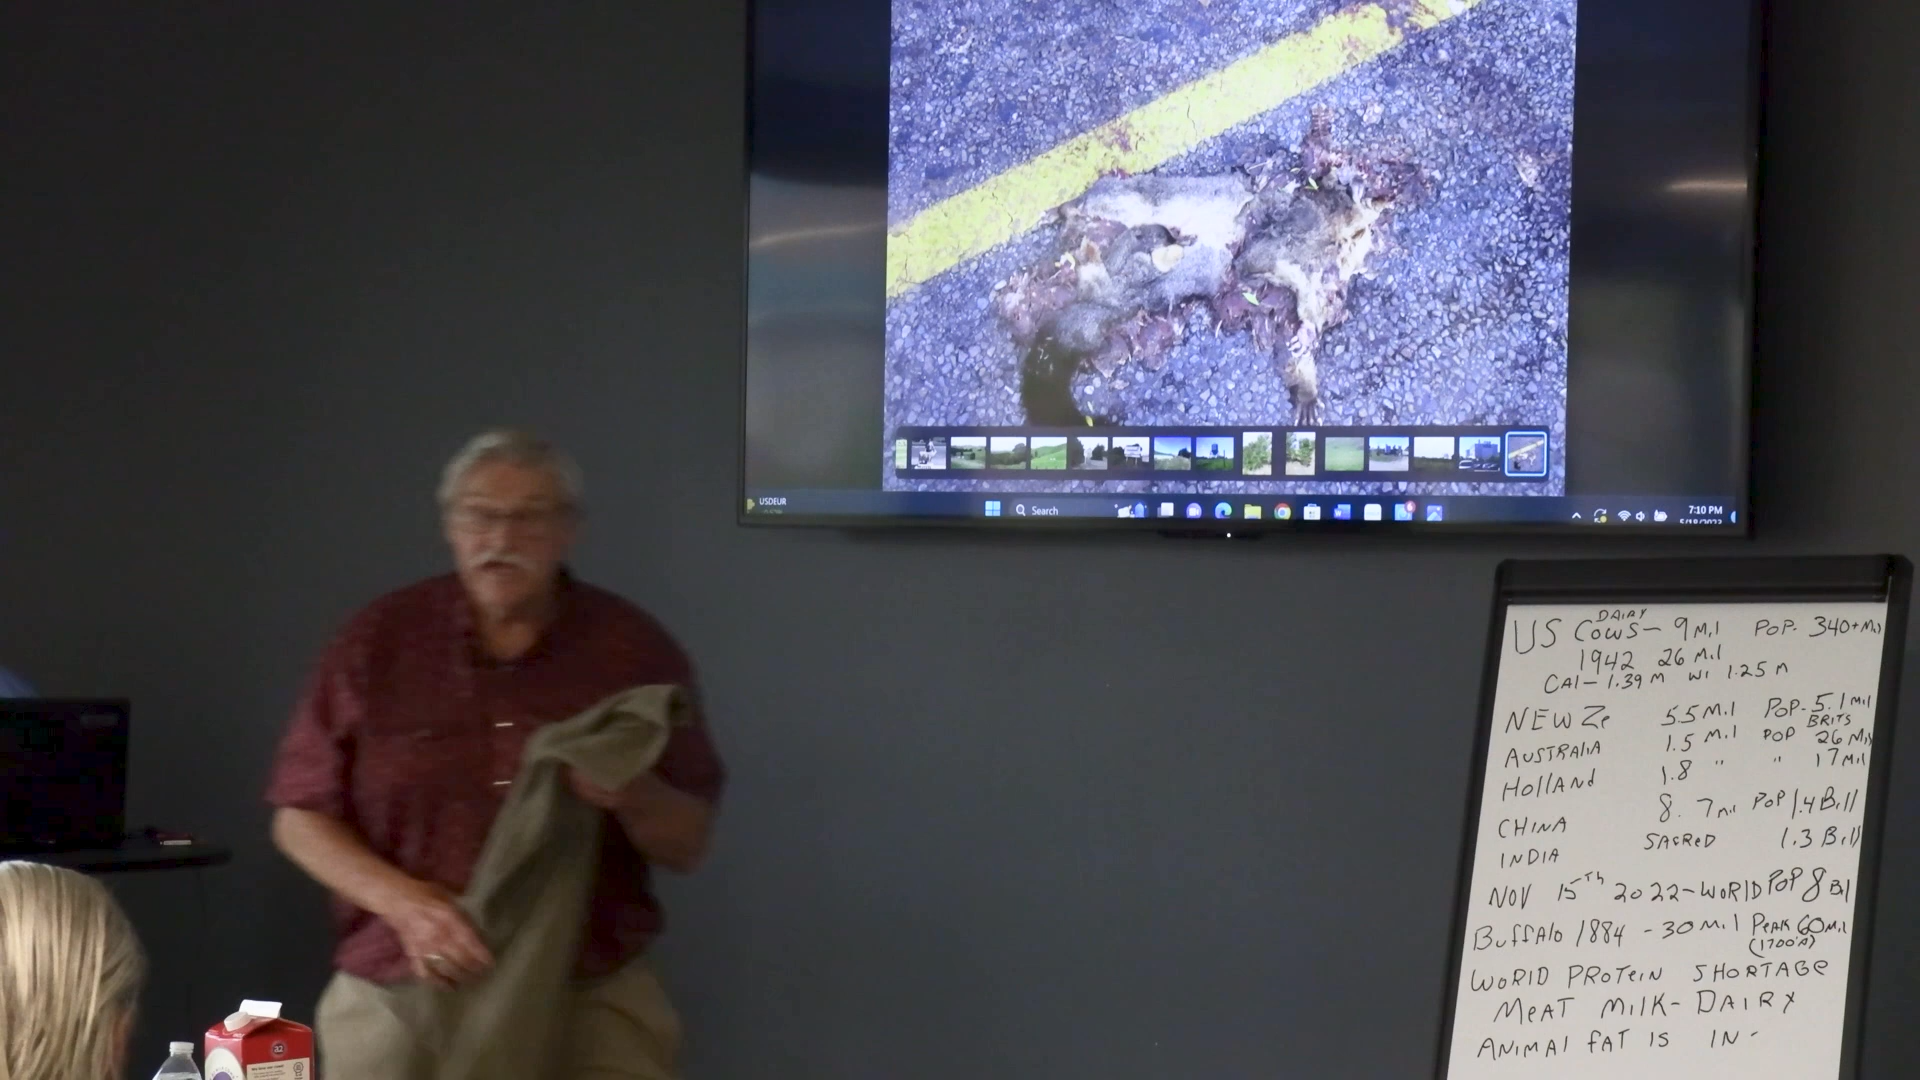 USDEUR
Search
7:10 PM
5/18/2023
DAIRY
US COWS - 9 Mil POP. 340+ Mil
1942 26 Mil
CAI - 1.39 M WI 1.25 M
NEW Ze 5.5 Mil POP - 5.1 Mil
BRITS
AUSTRALIA 1.5 Mil POP 26 Mil
HOllANd 1.8 " " 17 Mil
CHINA 8.7 mil POP 1.4 Bill
INDIA SACReD 1.3 Bill
NOV 15Th 2022 - WORlD POP 8 Bil
BuffAlo 1884 - 30 Mil PeAK 60 Mil
(1700's)
WORlD PROTeIN SHORTAGe
MeAT MilK - DAIRY
ANIMAl fAT IS IN -